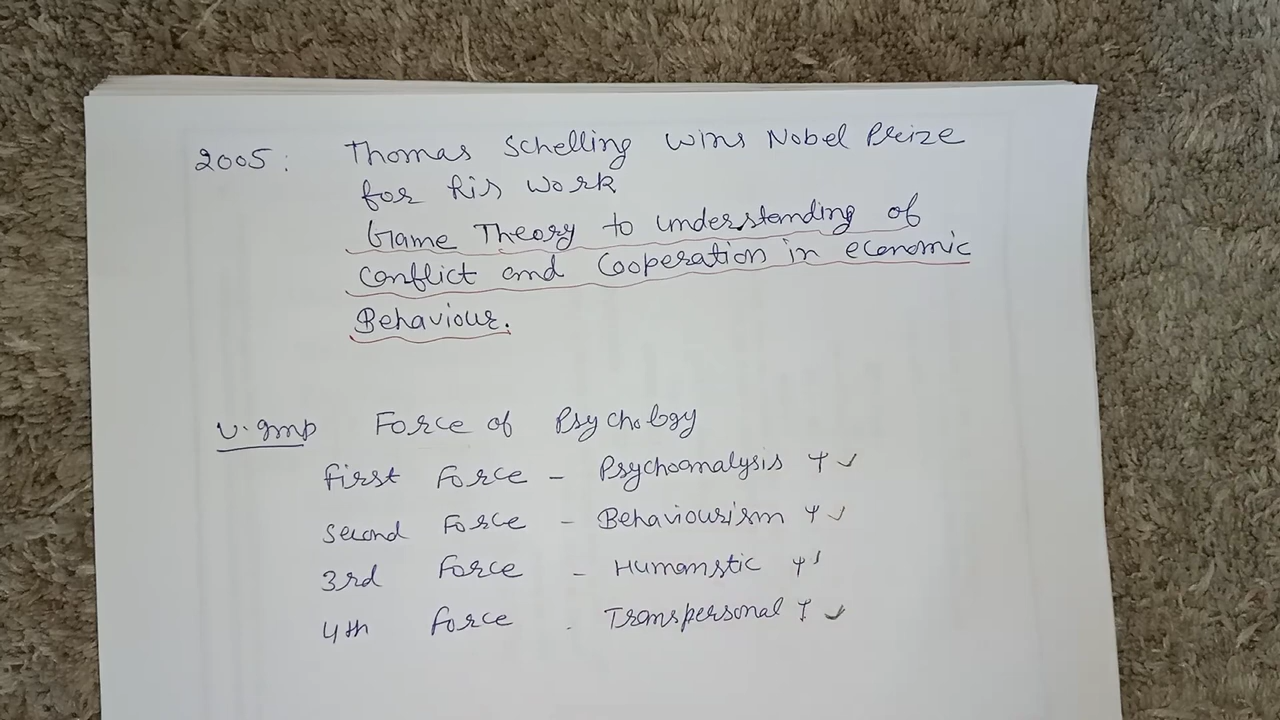 2005: Thomas Schelling wins Nobel Prize
for his work
Game Theory to understanding of
conflict and Cooperation in economic
Behaviour.
V. Imp Force of Psychology
first Force - Psychoanalysis ψ ✓
second Force - Behaviourism ψ ✓
3rd Force - Humanstic ψ ✓
4th force . Transpersonal ψ ✓